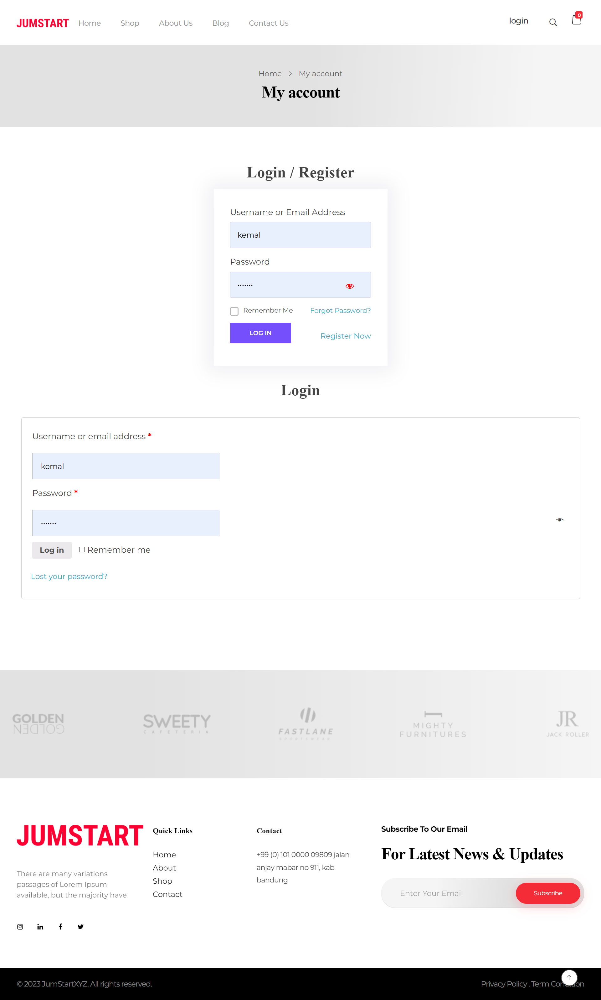 JUMSTART Home Shop About Us Blog Contact Us login 0
Home > My account
My account
Login / Register
Username or Email Address
kemal
Password
•••••••
Remember Me Forgot Password?
LOG IN
Register Now
Login
Username or email address *
kemal
Password *
•••••••
Log in Remember me
Lost your password?
GOLDEN
GOLDEN
SWEETY
CAFETERIA
FASTLANE
SPORTSWEAR
MIGHTY
FURNITURES
JR
JACK ROLLER
JUMSTART
There are many variations
passages of Lorem Ipsum
available, but the majority have
Quick Links
Home
About
Shop
Contact
Contact
+99 (0) 101 0000 09809 jalan
anjay mabar no 911, kab
bandung
Subscribe To Our Email
For Latest News & Updates
Enter Your Email Subscribe
© 2023 JumStartXYZ. All rights reserved.
Privacy Policy . Term Condition